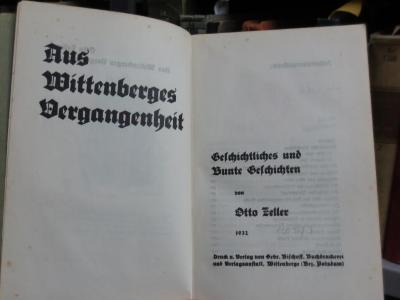 Aus
Wittenberges
Vergangenheit
Geschichtliches und
Bunte Geschichten
von
Otto Zeller
1932
Druck u. Verlag von Gebr. Bischoff, Buchdruckerei
und Verlagsanstalt, Wittenberge (Bez. Potsdam)